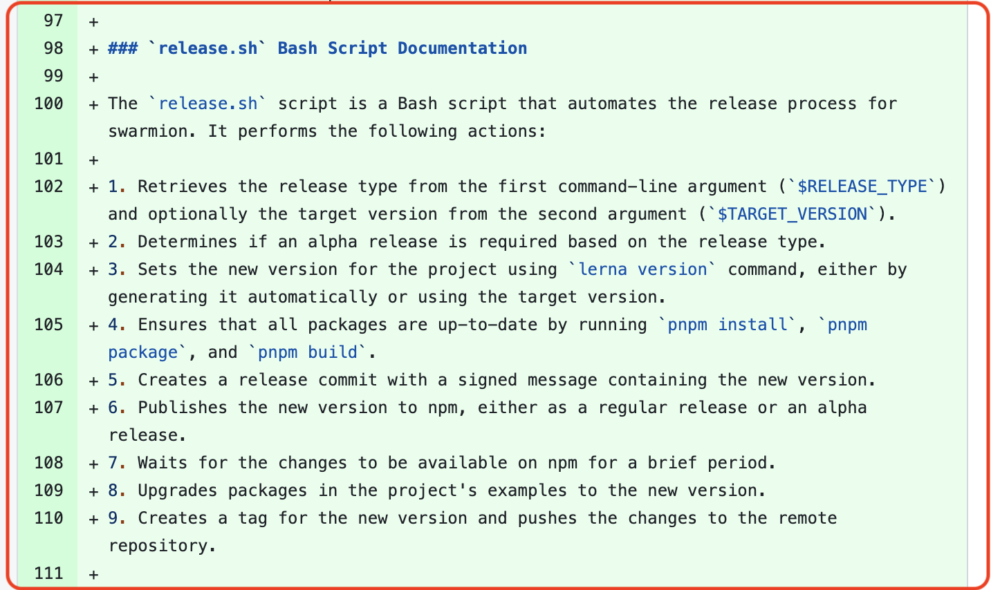 97 +
98 + ### `release.sh` Bash Script Documentation
99 +
100 + The `release.sh` script is a Bash script that automates the release process for
swarmion. It performs the following actions:
101 +
102 + 1. Retrieves the release type from the first command-line argument (`$RELEASE_TYPE`)
and optionally the target version from the second argument (`$TARGET_VERSION`).
103 + 2. Determines if an alpha release is required based on the release type.
104 + 3. Sets the new version for the project using `lerna version` command, either by
generating it automatically or using the target version.
105 + 4. Ensures that all packages are up-to-date by running `pnpm install`, `pnpm
package`, and `pnpm build`.
106 + 5. Creates a release commit with a signed message containing the new version.
107 + 6. Publishes the new version to npm, either as a regular release or an alpha
release.
108 + 7. Waits for the changes to be available on npm for a brief period.
109 + 8. Upgrades packages in the project's examples to the new version.
110 + 9. Creates a tag for the new version and pushes the changes to the remote
repository.
111 +